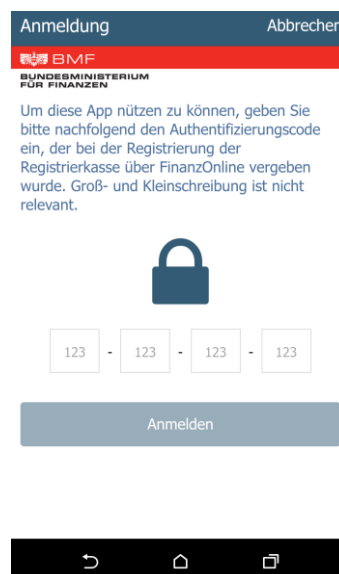 Anmeldung Abbrechen
BMF
BUNDESMINISTERIUM
FÜR FINANZEN
Um diese App nützen zu können, geben Sie
bitte nachfolgend den Authentifizierungscode
ein, der bei der Registrierung der
Registrierkasse über FinanzOnline vergeben
wurde. Groß- und Kleinschreibung ist nicht
relevant.
123 - 123 - 123 - 123
Anmelden